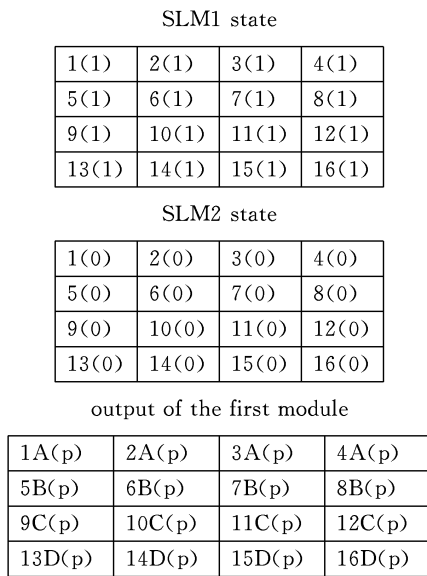 SLM1 state
1(1) 2(1) 3(1) 4(1)
5(1) 6(1) 7(1) 8(1)
9(1) 10(1) 11(1) 12(1)
13(1) 14(1) 15(1) 16(1)
SLM2 state
1(0) 2(0) 3(0) 4(0)
5(0) 6(0) 7(0) 8(0)
9(0) 10(0) 11(0) 12(0)
13(0) 14(0) 15(0) 16(0)
output of the first module
1A(p) 2A(p) 3A(p) 4A(p)
5B(p) 6B(p) 7B(p) 8B(p)
9C(p) 10C(p) 11C(p) 12C(p)
13D(p) 14D(p) 15D(p) 16D(p)